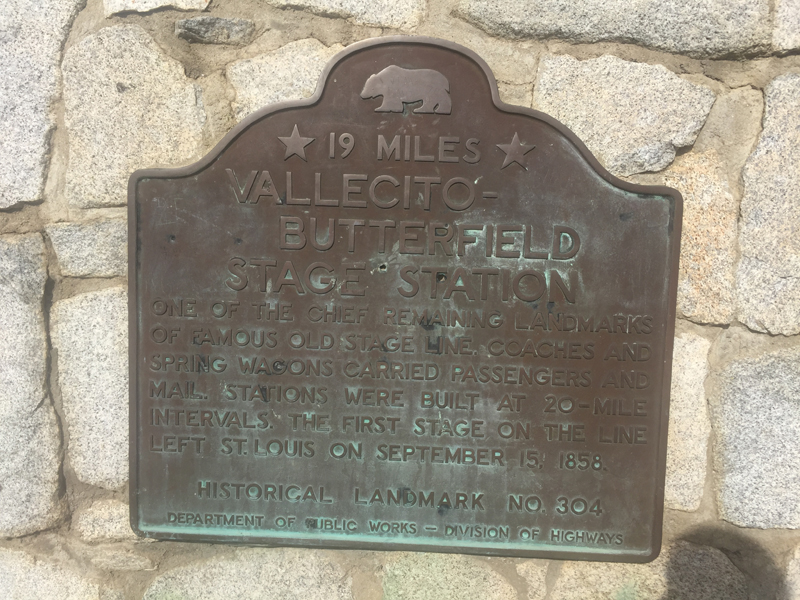 19 MILES
VALLECITO-
BUTTERFIELD
STAGE STATION
ONE OF THE CHIEF REMAINING LANDMARKS
OF FAMOUS OLD STAGE LINE. COACHES AND
SPRING WAGONS CARRIED PASSENGERS AND
MAIL. STATIONS WERE BUILT AT 20-MILE
INTERVALS. THE FIRST STAGE ON THE LINE
LEFT ST. LOUIS ON SEPTEMBER 15, 1858.
HISTORICAL LANDMARK NO. 304
DEPARTMENT OF PUBLIC WORKS - DIVISION OF HIGHWAYS